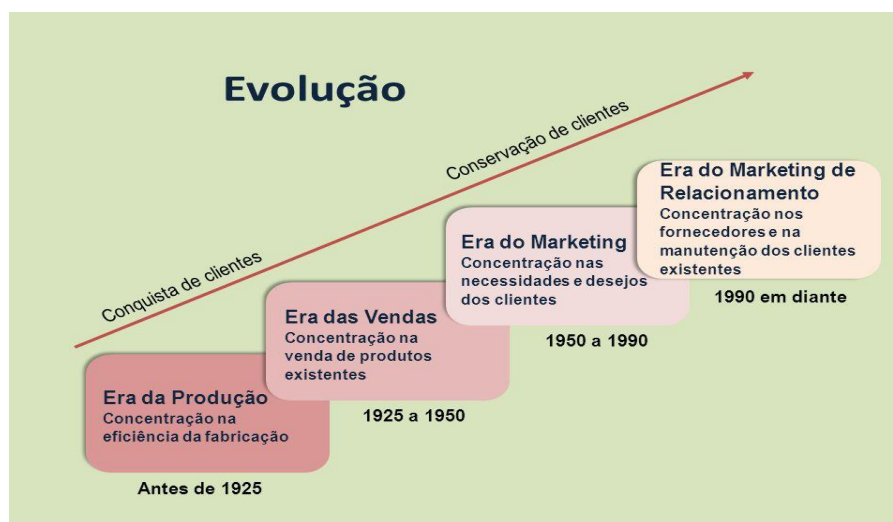 Evolução
Conquista de clientes
Conservação de clientes
Era da Produção
Concentração na
eficiência da fabricação
Antes de 1925
Era das Vendas
Concentração na
venda de produtos
existentes
1925 a 1950
Era do Marketing
Concentração nas
necessidades e desejos
dos clientes
1950 a 1990
Era do Marketing de
Relacionamento
Concentração nos
fornecedores e na
manutenção dos clientes
existentes
1990 em diante